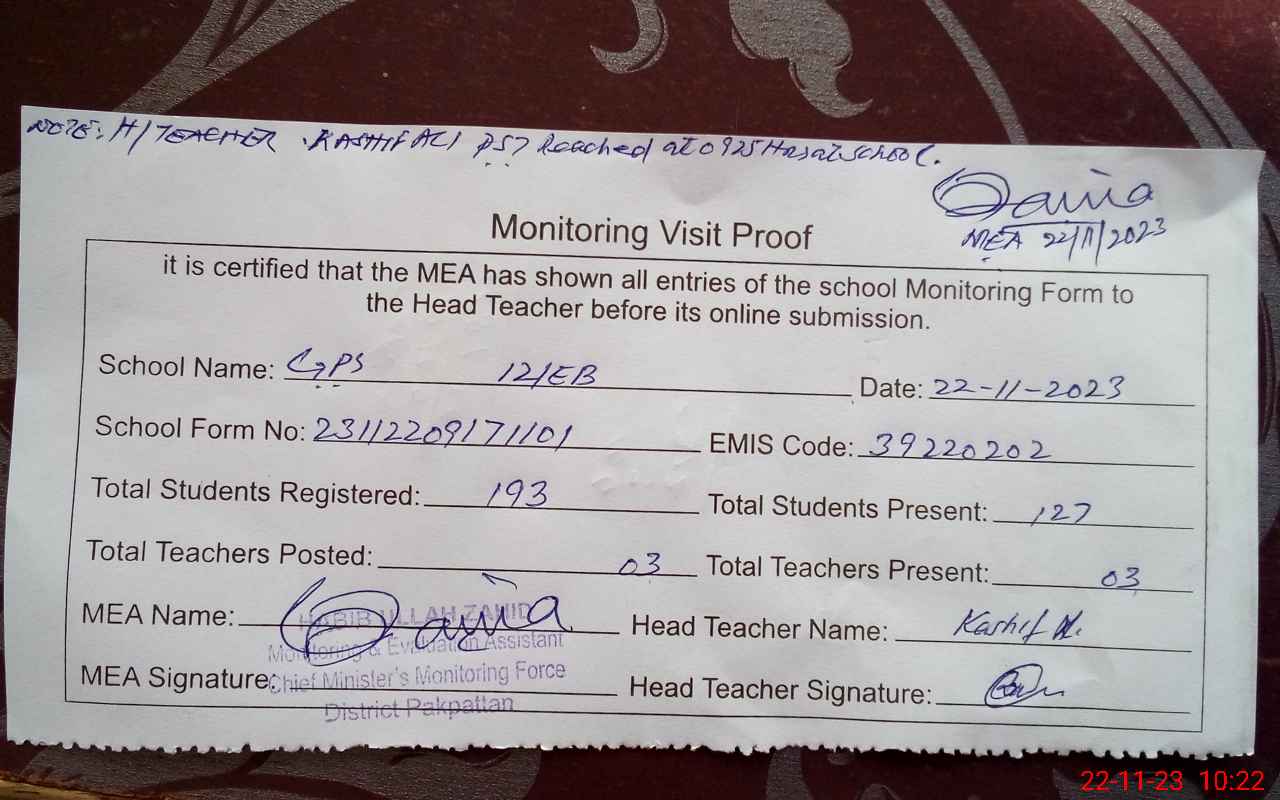 NOTE: H/TEACHER KASHIF ALI PST Reached at 0925 Hrs at school.
MEA 22/11/2023
Monitoring Visit Proof
it is certified that the MEA has shown all entries of the school Monitoring Form to
the Head Teacher before its online submission.
School Name: GPS 12/EB Date: 22-11-2023
School Form No: 23112209171101 EMIS Code: 39220202
Total Students Registered: 193 Total Students Present: 127
Total Teachers Posted: 03 Total Teachers Present: 03
MEA Name: HABIB ULLAH ZAHID Head Teacher Name: Kashif
Monitoring & Evaluation Assistant
MEA Signature: Chief Minister's Monitoring Force Head Teacher Signature:
District Pakpattan
22-11-23 10:22